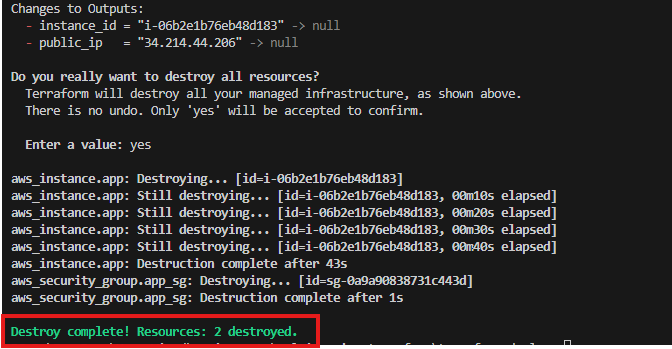 Changes to Outputs:
- instance_id = "i-06b2e1b76eb48d183" -> null
- public_ip   = "34.214.44.206" -> null
Do you really want to destroy all resources?
Terraform will destroy all your managed infrastructure, as shown above.
There is no undo. Only 'yes' will be accepted to confirm.
Enter a value: yes
aws_instance.app: Destroying... [id=i-06b2e1b76eb48d183]
aws_instance.app: Still destroying... [id=i-06b2e1b76eb48d183, 00m10s elapsed]
aws_instance.app: Still destroying... [id=i-06b2e1b76eb48d183, 00m20s elapsed]
aws_instance.app: Still destroying... [id=i-06b2e1b76eb48d183, 00m30s elapsed]
aws_instance.app: Still destroying... [id=i-06b2e1b76eb48d183, 00m40s elapsed]
aws_instance.app: Destruction complete after 43s
aws_security_group.app_sg: Destroying... [id=sg-0a9a90838731c443d]
aws_security_group.app_sg: Destruction complete after 1s
Destroy complete! Resources: 2 destroyed.